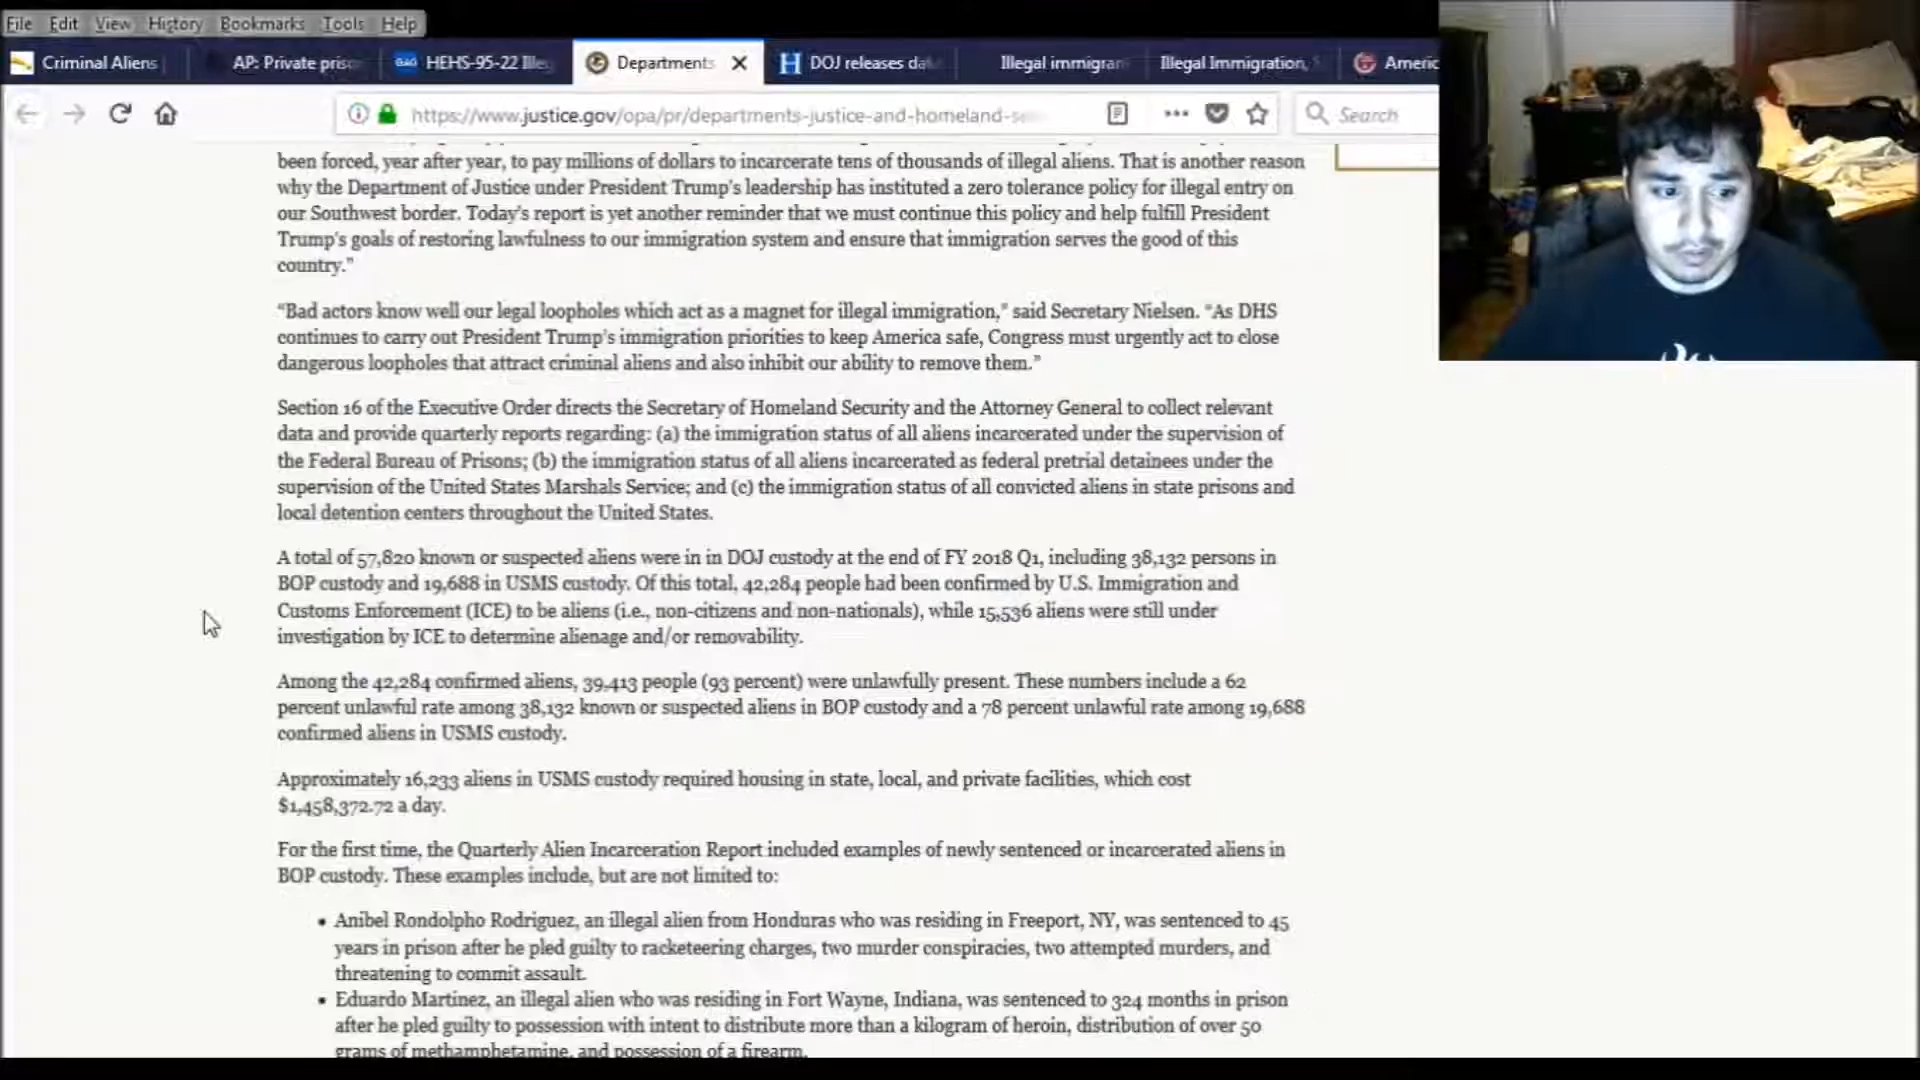 File Edit View History Bookmarks Tools Help
Criminal Aliens AP: Private pris HEHS-95-22 Ille Departments DOJ releases da Illegal immigran Illegal Immigration, Americ
https://www.justice.gov/opa/pr/departments-justice-and-homeland-se Search
been forced, year after year, to pay millions of dollars to incarcerate tens of thousands of illegal aliens. That is another reason
why the Department of Justice under President Trump's leadership has instituted a zero tolerance policy for illegal entry on
our Southwest border. Today's report is yet another reminder that we must continue this policy and help fulfill President
Trump's goals of restoring lawfulness to our immigration system and ensure that immigration serves the good of this
country."
“Bad actors know well our legal loopholes which act as a magnet for illegal immigration,” said Secretary Nielsen. “As DHS
continues to carry out President Trump's immigration priorities to keep America safe, Congress must urgently act to close
dangerous loopholes that attract criminal aliens and also inhibit our ability to remove them.”
Section 16 of the Executive Order directs the Secretary of Homeland Security and the Attorney General to collect relevant
data and provide quarterly reports regarding: (a) the immigration status of all aliens incarcerated under the supervision of
the Federal Bureau of Prisons; (b) the immigration status of all aliens incarcerated as federal pretrial detainees under the
supervision of the United States Marshals Service; and (c) the immigration status of all convicted aliens in state prisons and
local detention centers throughout the United States.
A total of 57,820 known or suspected aliens were in in DOJ custody at the end of FY 2018 Q1, including 38,132 persons in
BOP custody and 19,688 in USMS custody. Of this total, 42,284 people had been confirmed by U.S. Immigration and
Customs Enforcement (ICE) to be aliens (i.e., non-citizens and non-nationals), while 15,536 aliens were still under
investigation by ICE to determine alienage and/or removability.
Among the 42,284 confirmed aliens, 39,413 people (93 percent) were unlawfully present. These numbers include a 62
percent unlawful rate among 38,132 known or suspected aliens in BOP custody and a 78 percent unlawful rate among 19,688
confirmed aliens in USMS custody.
Approximately 16,233 aliens in USMS custody required housing in state, local, and private facilities, which cost
$1,458,372.72 a day.
For the first time, the Quarterly Alien Incarceration Report included examples of newly sentenced or incarcerated aliens in
BOP custody. These examples include, but are not limited to:
• Anibel Rondolpho Rodriguez, an illegal alien from Honduras who was residing in Freeport, NY, was sentenced to 45
years in prison after he pled guilty to racketeering charges, two murder conspiracies, two attempted murders, and
threatening to commit assault.
• Eduardo Martinez, an illegal alien who was residing in Fort Wayne, Indiana, was sentenced to 324 months in prison
after he pled guilty to possession with intent to distribute more than a kilogram of heroin, distribution of over 50
grams of methamphetamine, and possession of a firearm.